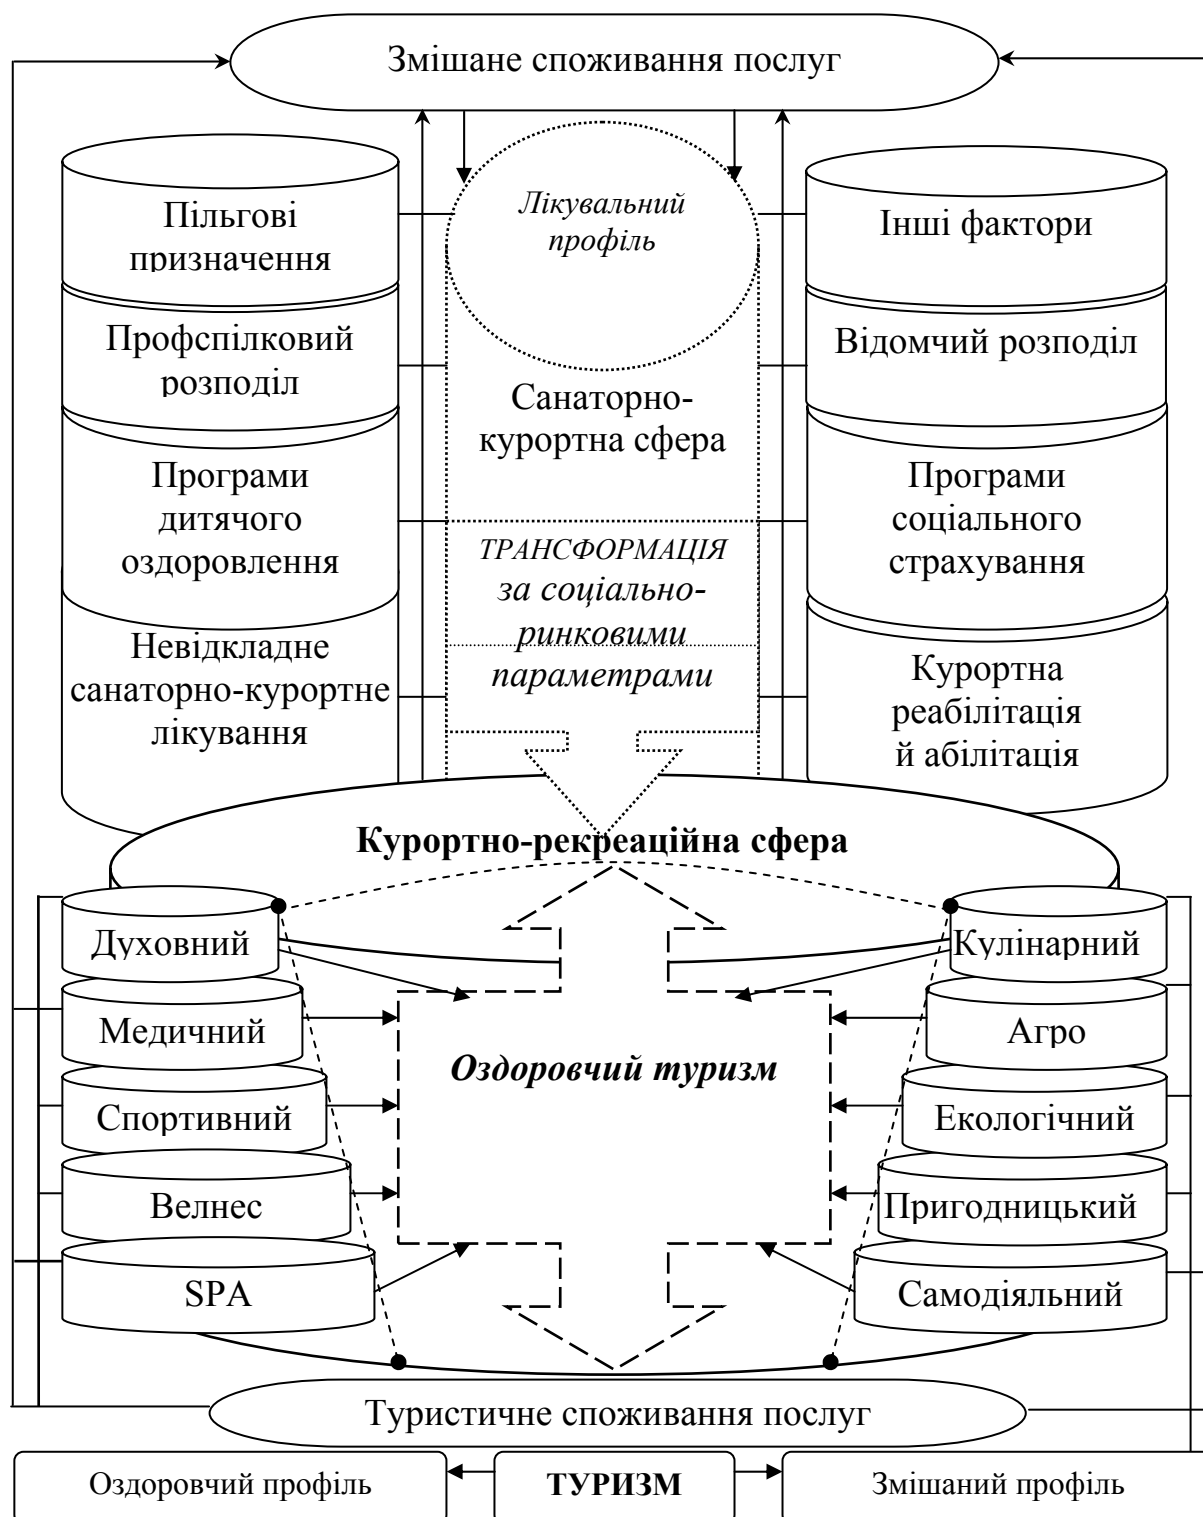 Змішане споживання послуг
Лікувальний
профіль
Пільгові
призначення
Інші фактори
Профспілковий
розподіл
Відомчий розподіл
Санаторно-
курортна сфера
Програми
дитячого
оздоровлення
Програми
соціального
страхування
ТРАНСФОРМАЦІЯ
за соціально-
ринковими
параметрами
Невідкладне
санаторно-курортне
лікування
Курортна
реабілітація
й абілітація
Курортно-рекреаційна сфера
Духовний
Кулінарний
Медичний
Агро
Оздоровчий туризм
Спортивний
Екологічний
Велнес
Пригодницький
SPA
Самодіяльний
Туристичне споживання послуг
Оздоровчий профіль
ТУРИЗМ
Змішаний профіль